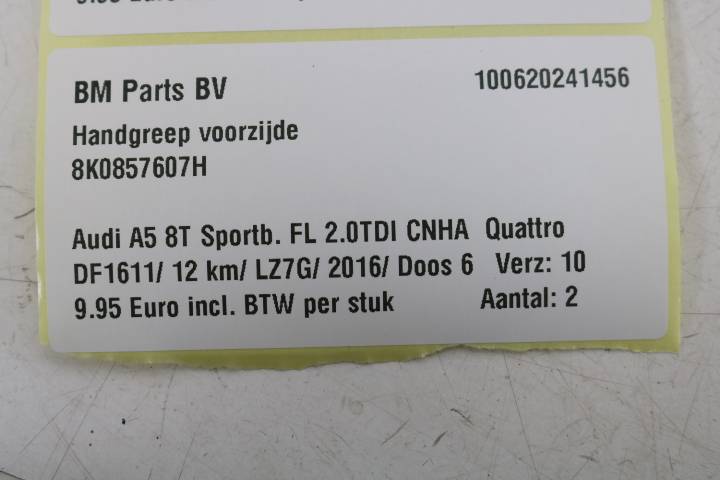 BM Parts BV 100620241456
Handgreep voorzijde
8K0857607H
Audi A5 8T Sportb. FL 2.0TDI CNHA Quattro
DF1611/ 12 km/ LZ7G/ 2016/ Doos 6 Verz: 10
9.95 Euro incl. BTW per stuk Aantal: 2